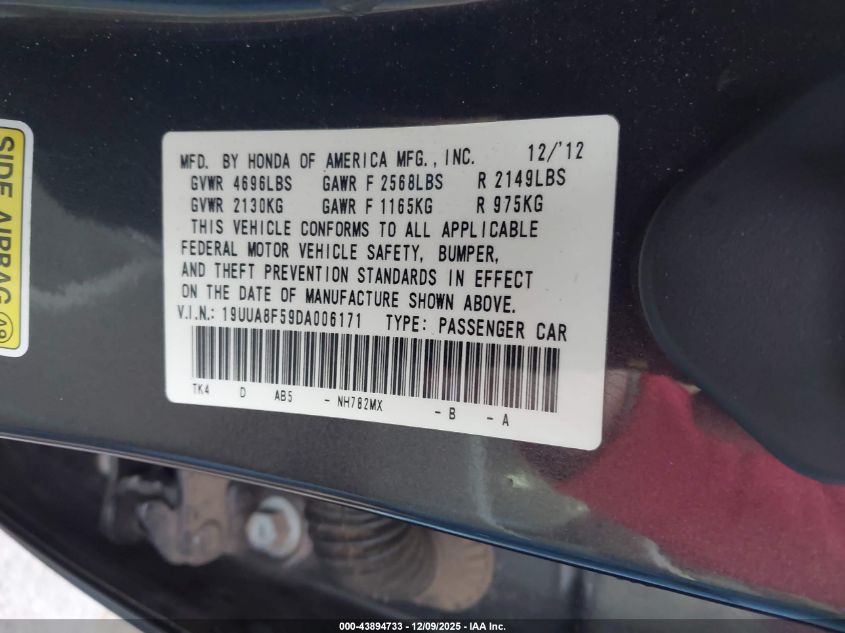 SIDE AIRBAG
MFD. BY HONDA OF AMERICA MFG., INC. 12/'12
GVWR 4696LBS GAWR F 2568LBS R 2149LBS
GVWR 2130KG GAWR F 1165KG R 975KG
THIS VEHICLE CONFORMS TO ALL APPLICABLE
FEDERAL MOTOR VEHICLE SAFETY, BUMPER,
AND THEFT PREVENTION STANDARDS IN EFFECT
ON THE DATE OF MANUFACTURE SHOWN ABOVE.
V.I.N.: 19UUA8F59DA006171 TYPE: PASSENGER CAR
TK4 D AB5 - NH782MX - B - A
000-43894733 / 12/09/2025 - IAA Inc.